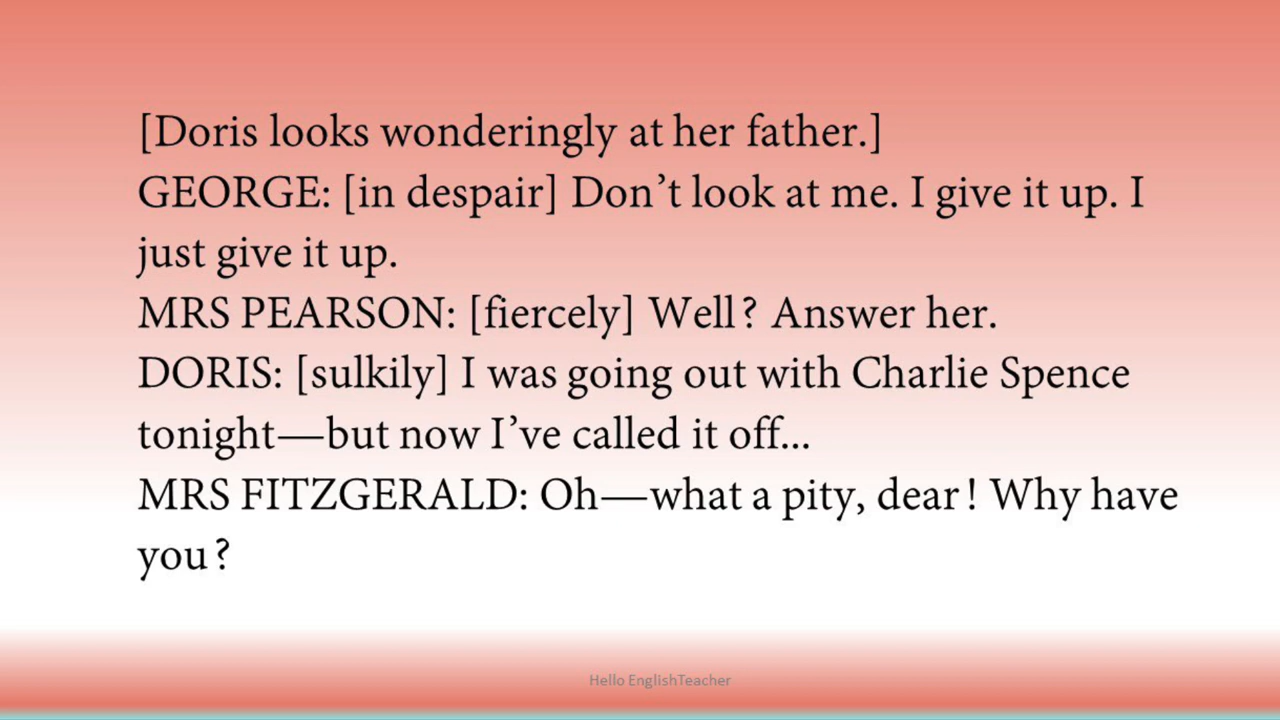 [Doris looks wonderingly at her father.]
GEORGE: [in despair] Don’t look at me. I give it up. I
just give it up.
MRS PEARSON: [fiercely] Well? Answer her.
DORIS: [sulkily] I was going out with Charlie Spence
tonight—but now I’ve called it off...
MRS FITZGERALD: Oh—what a pity, dear! Why have
you?
Hello EnglishTeacher